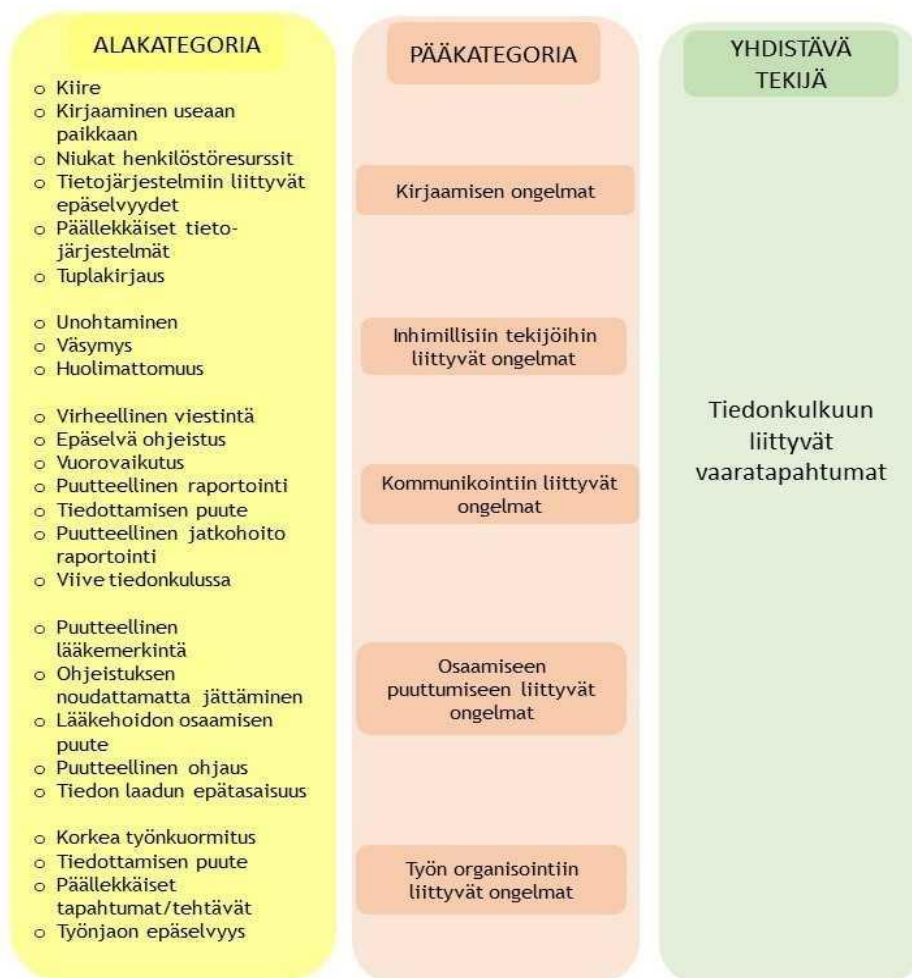 ALAKATEGORIA
o Kiire
o Kirjaaminen useaan
paikkaan
o Niukat henkilöstöresurssit
o Tietojärjestelmiin liittyvät
epäselvyydet
o Päällekkäiset tieto-
järjestelmät
o Tuplakirjaus
o Unohtaminen
o Väsymys
o Huolimattomuus
o Virheellinen viestintä
o Epäselvä ohjeistus
o Vuorovaikutus
o Puutteellinen raportointi
o Tiedottamisen puute
o Puutteellinen jatkohoito
raportointi
o Viive tiedonkulussa
o Puutteellinen
lääkemerkintä
o Ohjeistuksen
noudattamatta jättäminen
o Lääkehoidon osaamisen
puute
o Puutteellinen ohjaus
o Tiedon laadun epätasaisuus
o Korkea työnkuormitus
o Tiedottamisen puute
o Päällekkäiset
tapahtumat/tehtävät
o Työnjaon epäselvyys
PÄÄKATEGORIA
Kirjaamisen ongelmat
Inhimillisiin tekijöihin
liittyvät ongelmat
Kommunikointiin liittyvät
ongelmat
Osaamiseen
puuttumiseen liittyvät
ongelmat
Työn organisointiin
liittyvät ongelmat
YHDISTÄVÄ
TEKIJÄ
Tiedonkulkuun
liittyvät
vaaratapahtumat